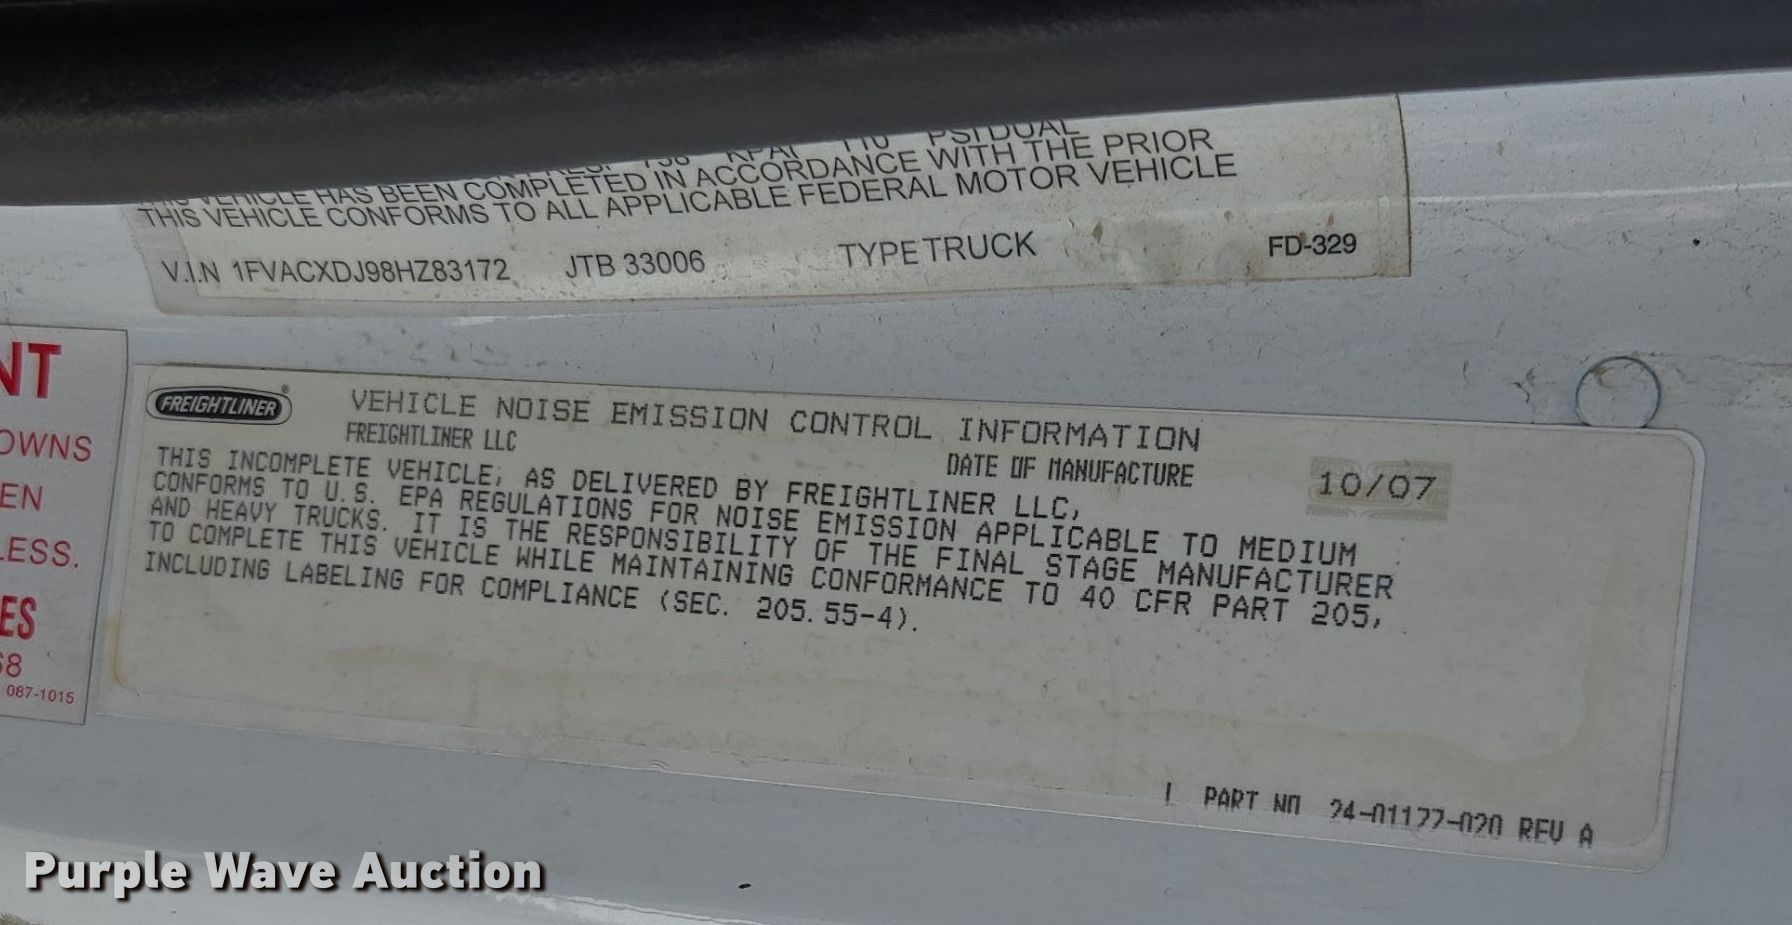 110 PSI DUAL
THIS VEHICLE HAS BEEN COMPLETED IN ACCORDANCE WITH THE PRIOR
THIS VEHICLE CONFORMS TO ALL APPLICABLE FEDERAL MOTOR VEHICLE
V.I.N 1FVACXDJ98HZ83172 JTB 33006 TYPE TRUCK FD-329
NT
OWNS
EN
LESS.
ES
68
087-1015
FREIGHTLINER®
VEHICLE NOISE EMISSION CONTROL INFORMATION
FREIGHTLINER LLC
DATE OF MANUFACTURE 10/07
THIS INCOMPLETE VEHICLE, AS DELIVERED BY FREIGHTLINER LLC,
CONFORMS TO U.S. EPA REGULATIONS FOR NOISE EMISSION APPLICABLE TO MEDIUM
AND HEAVY TRUCKS. IT IS THE RESPONSIBILITY OF THE FINAL STAGE MANUFACTURER
TO COMPLETE THIS VEHICLE WHILE MAINTAINING CONFORMANCE TO 40 CFR PART 205,
INCLUDING LABELING FOR COMPLIANCE (SEC. 205.55-4).
PART NO 24-01177-020 REV A
Purple Wave Auction